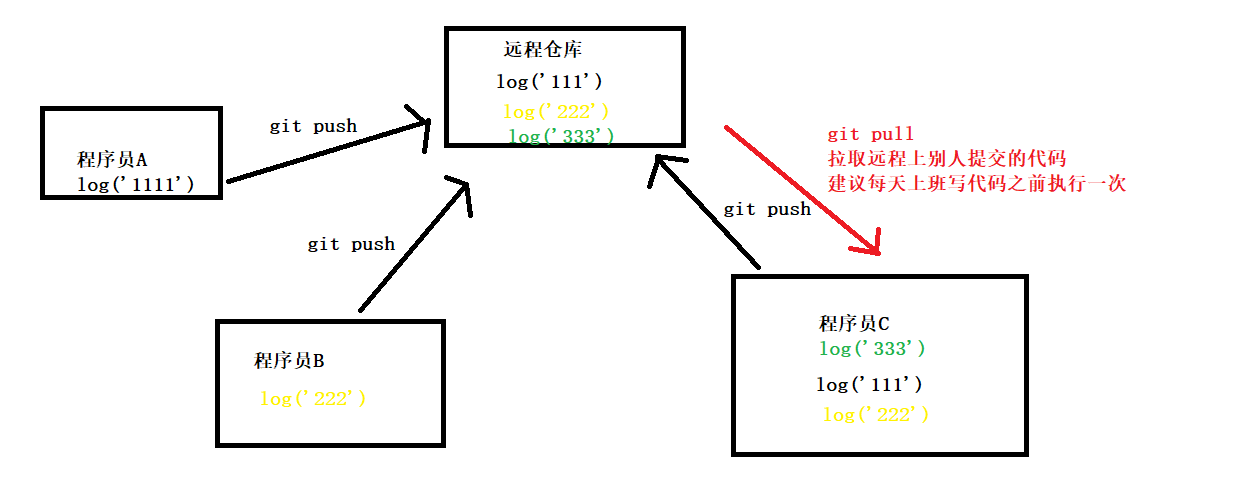 远程仓库
log('111')
log('222')
log('333')
git push
程序员A
log('1111')
git pull
拉取远程上别人提交的代码
建议每天上班写代码之前执行一次
git push
git push
程序员B
log('222')
程序员C
log('333')
log('111')
log('222')